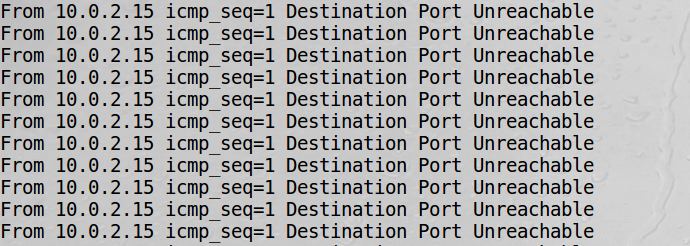 From 10.0.2.15 icmp_seq=1 Destination Port Unreachable
From 10.0.2.15 icmp_seq=1 Destination Port Unreachable
From 10.0.2.15 icmp_seq=1 Destination Port Unreachable
From 10.0.2.15 icmp_seq=1 Destination Port Unreachable
From 10.0.2.15 icmp_seq=1 Destination Port Unreachable
From 10.0.2.15 icmp_seq=1 Destination Port Unreachable
From 10.0.2.15 icmp_seq=1 Destination Port Unreachable
From 10.0.2.15 icmp_seq=1 Destination Port Unreachable
From 10.0.2.15 icmp_seq=1 Destination Port Unreachable
From 10.0.2.15 icmp_seq=1 Destination Port Unreachable
From 10.0.2.15 icmp_seq=1 Destination Port Unreachable